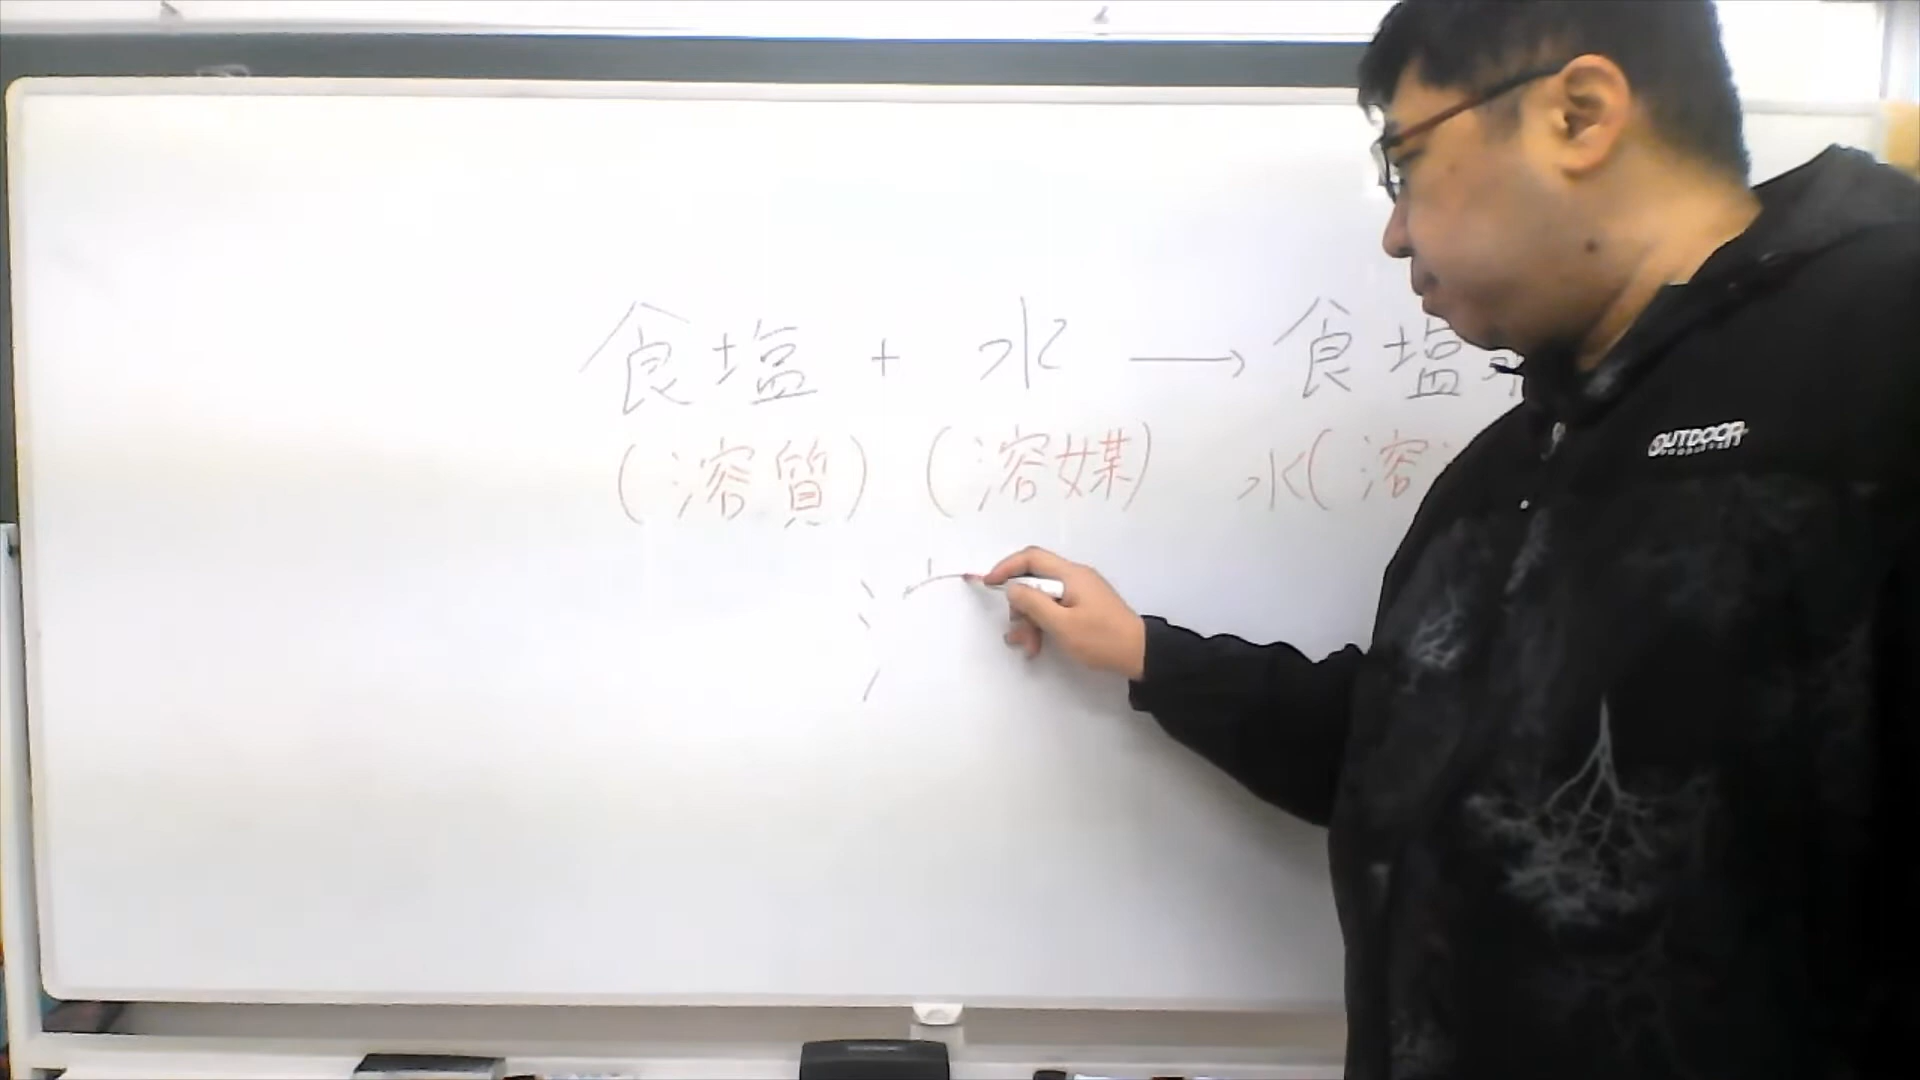 食塩 + 水 → 食塩
(溶質) (溶媒) 水(溶
OUTDOOR